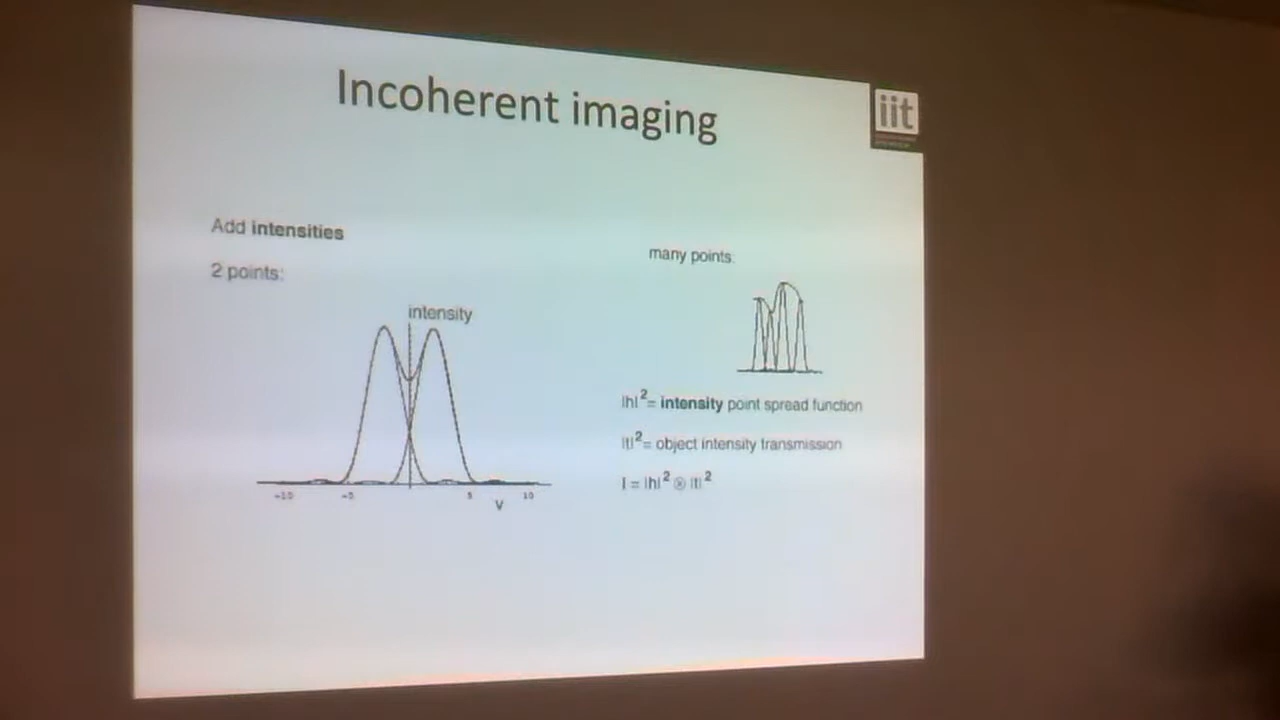 Incoherent imaging
iit
Add intensities
2 points:
intensity
-10
-5
5
10
V
many points:
|h|²= intensity point spread function
|t|²= object intensity transmission
I = |h|² ⊗ |t|²